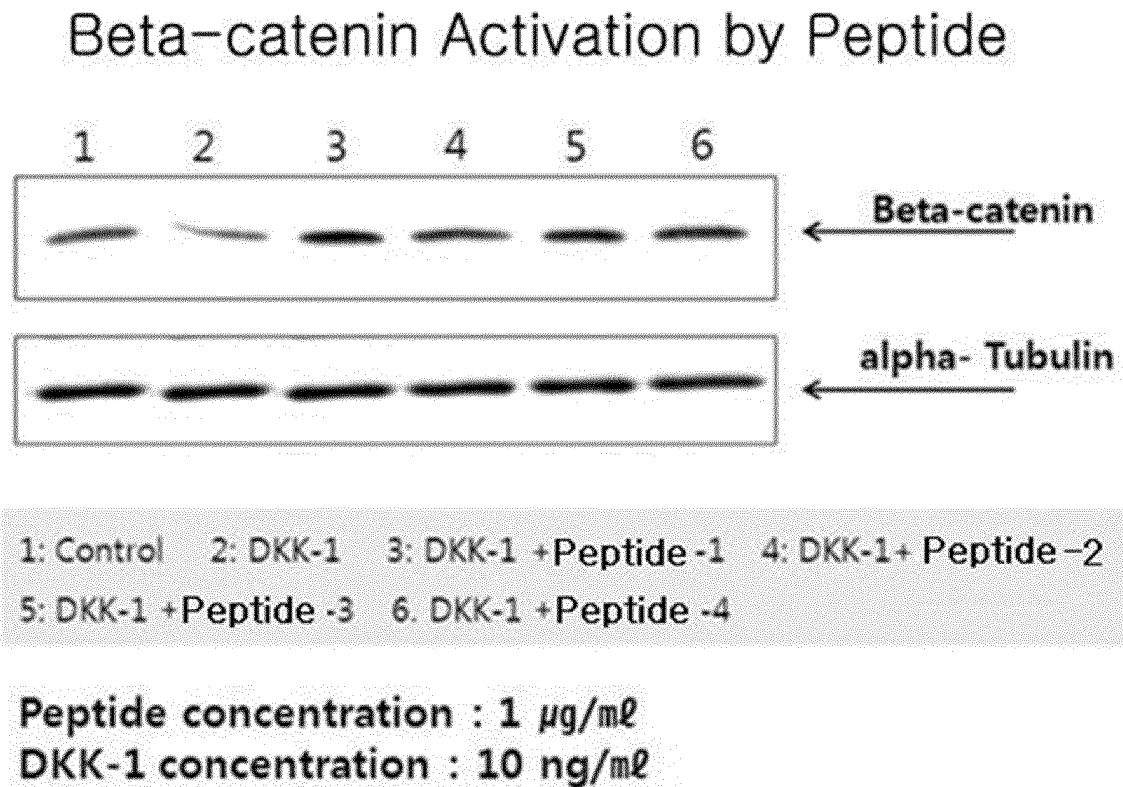 Beta-catenin Activation by Peptide
1 2 3 4 5 6
Beta-catenin
alpha- Tubulin
1: Control 2: DKK-1 3: DKK-1 +Peptide -1 4: DKK-1+ Peptide -2
5: DKK-1 +Peptide -3 6. DKK-1 +Peptide -4
Peptide concentration : 1 μg/mℓ
DKK-1 concentration : 10 ng/mℓ